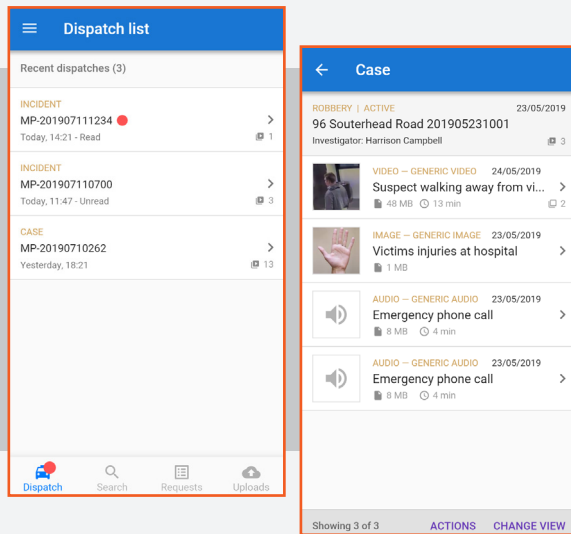 Dispatch list
Recent dispatches (3)
INCIDENT
MP-201907111234
Today, 14:21 - Read
1
INCIDENT
MP-201907110700
Today, 11:47 - Unread
3
CASE
MP-20190710262
Yesterday, 18:21
13
Dispatch Search Requests Uploads
Case
ROBBERY | ACTIVE 23/05/2019
96 Souterhead Road 201905231001
Investigator: Harrison Campbell 3
VIDEO – GENERIC VIDEO 24/05/2019
Suspect walking away from vi...
48 MB 13 min 2
IMAGE – GENERIC IMAGE 23/05/2019
Victims injuries at hospital
1 MB
AUDIO – GENERIC AUDIO 23/05/2019
Emergency phone call
8 MB 4 min
AUDIO – GENERIC AUDIO 23/05/2019
Emergency phone call
8 MB 4 min
Showing 3 of 3 ACTIONS CHANGE VIEW